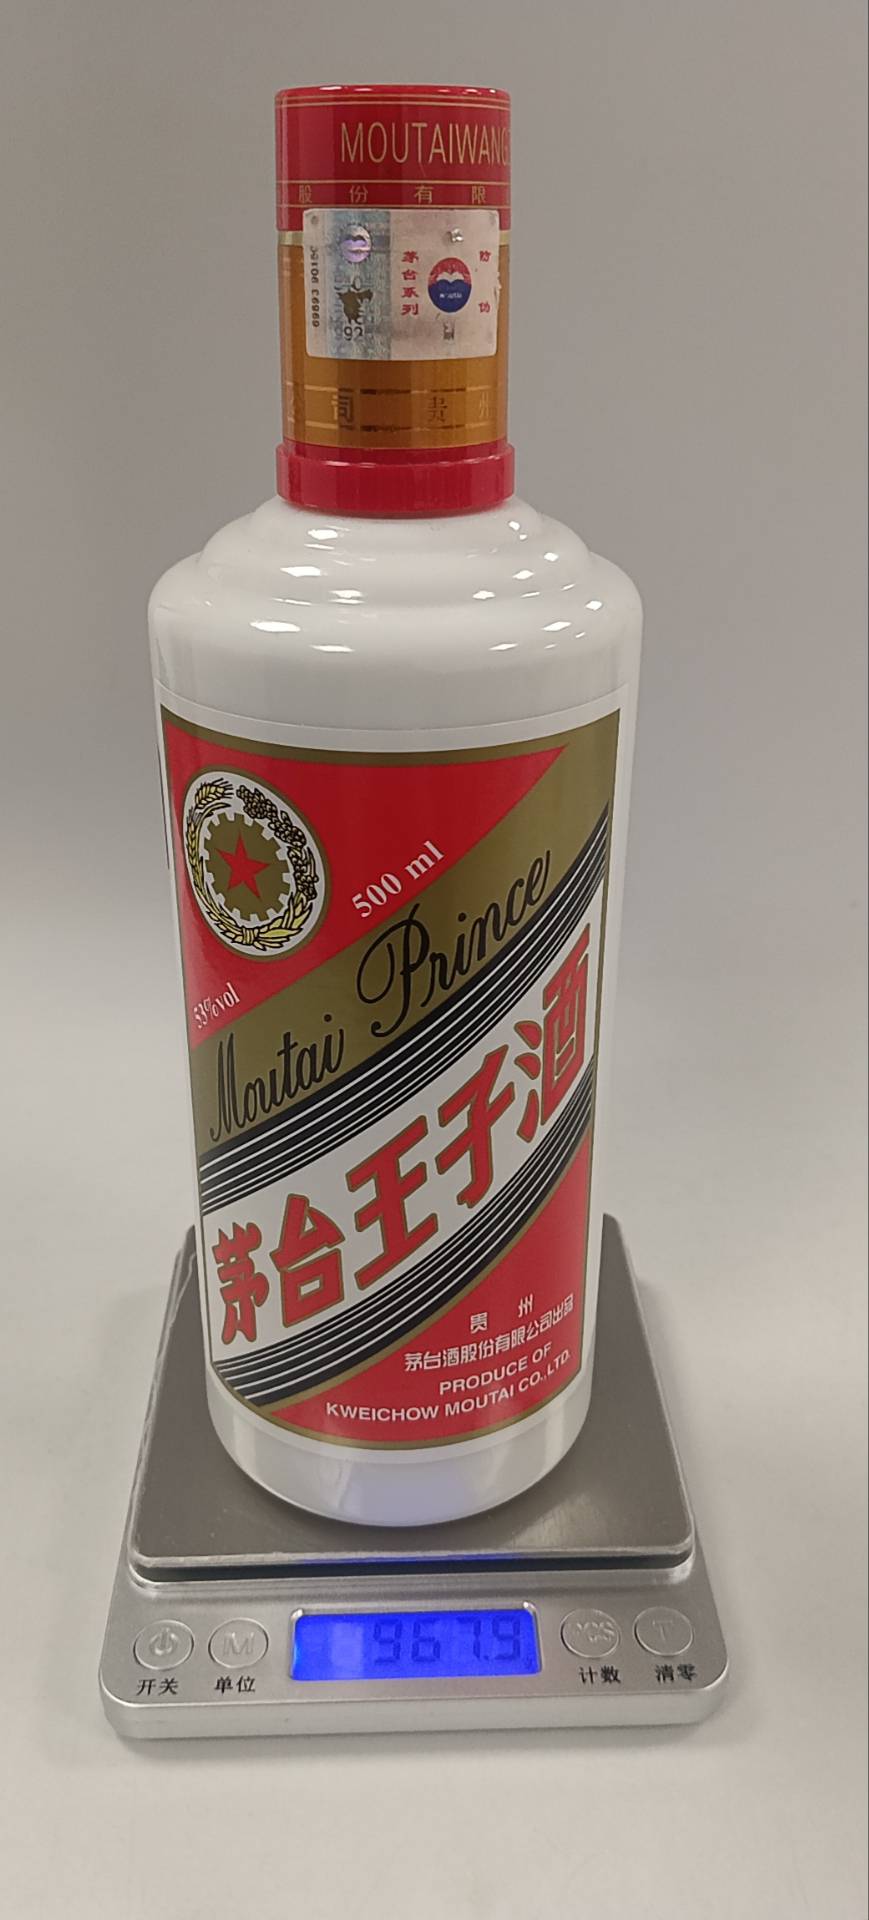 MOUTAIWANG
股份有限
茅台系列
防伪
92
公司 贵州
500 ml
53%vol
Moutai Prince
茅台王子酒
贵州
茅台酒股份有限公司出品
PRODUCE OF
KWEICHOW MOUTAI CO.,LTD.
967.9
M PCS T
开关 单位 计数 清零